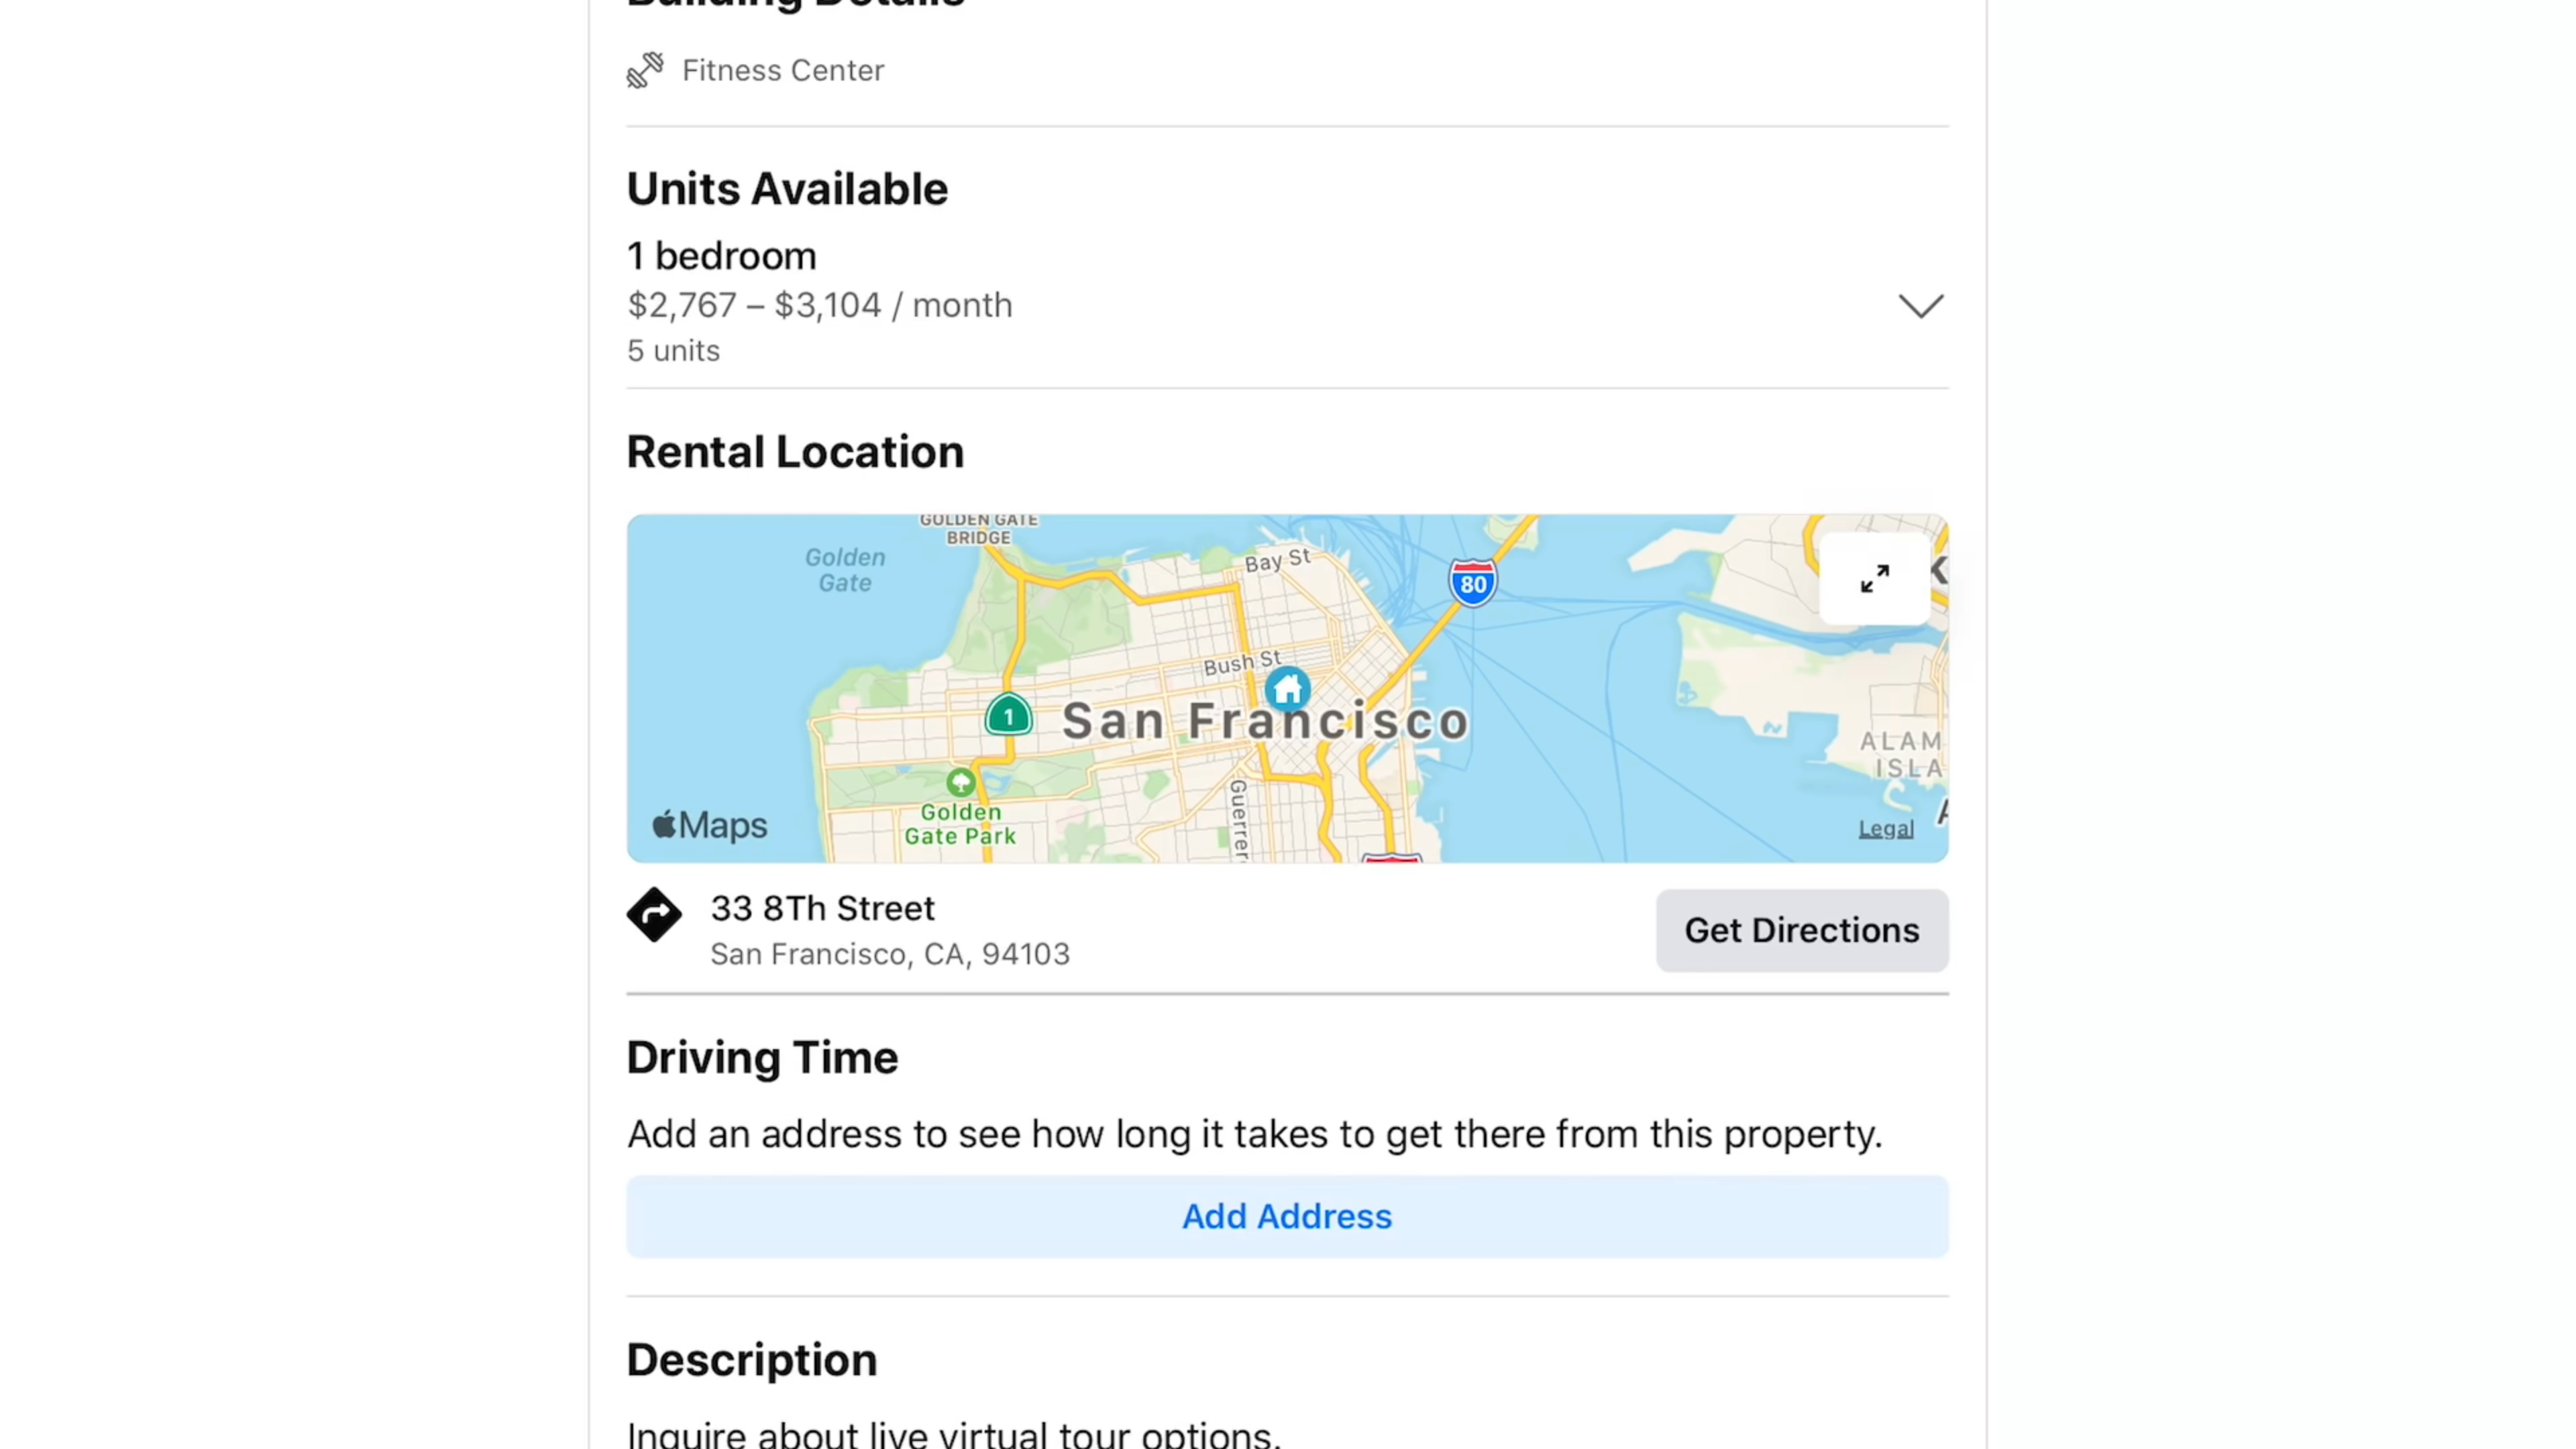 Building Details
Fitness Center
Units Available
1 bedroom
$2,767 – $3,104 / month
5 units
Rental Location
GOLDEN GATE
BRIDGE
Golden
Gate
Bay St
80
Bush St
1
San Francisco
Golden
Gate Park
ALAM
ISLA
Maps
Legal
33 8Th Street
San Francisco, CA, 94103
Get Directions
Driving Time
Add an address to see how long it takes to get there from this property.
Add Address
Description
Inquire about live virtual tour options.